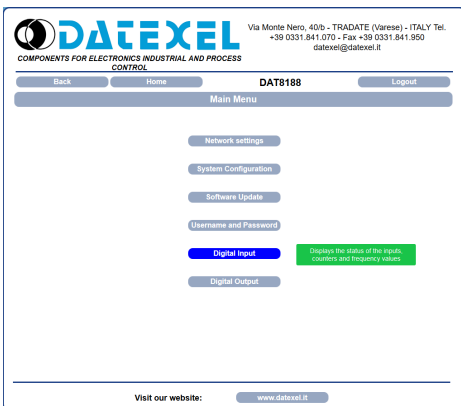 DATEXEL
COMPONENTS FOR ELECTRONICS INDUSTRIAL AND PROCESS
CONTROL
Via Monte Nero, 40/b - TRADATE (Varese) - ITALY Tel.
+39 0331.841.070 - Fax +39 0331.841.950
datexel@datexel.it
Back Home DAT8188 Logout
Main Menu
Network settings
System Configuration
Software Update
Username and Password
Digital Input
Displays the status of the inputs,
counters and frequency values
Digital Output
Visit our website: www.datexel.it